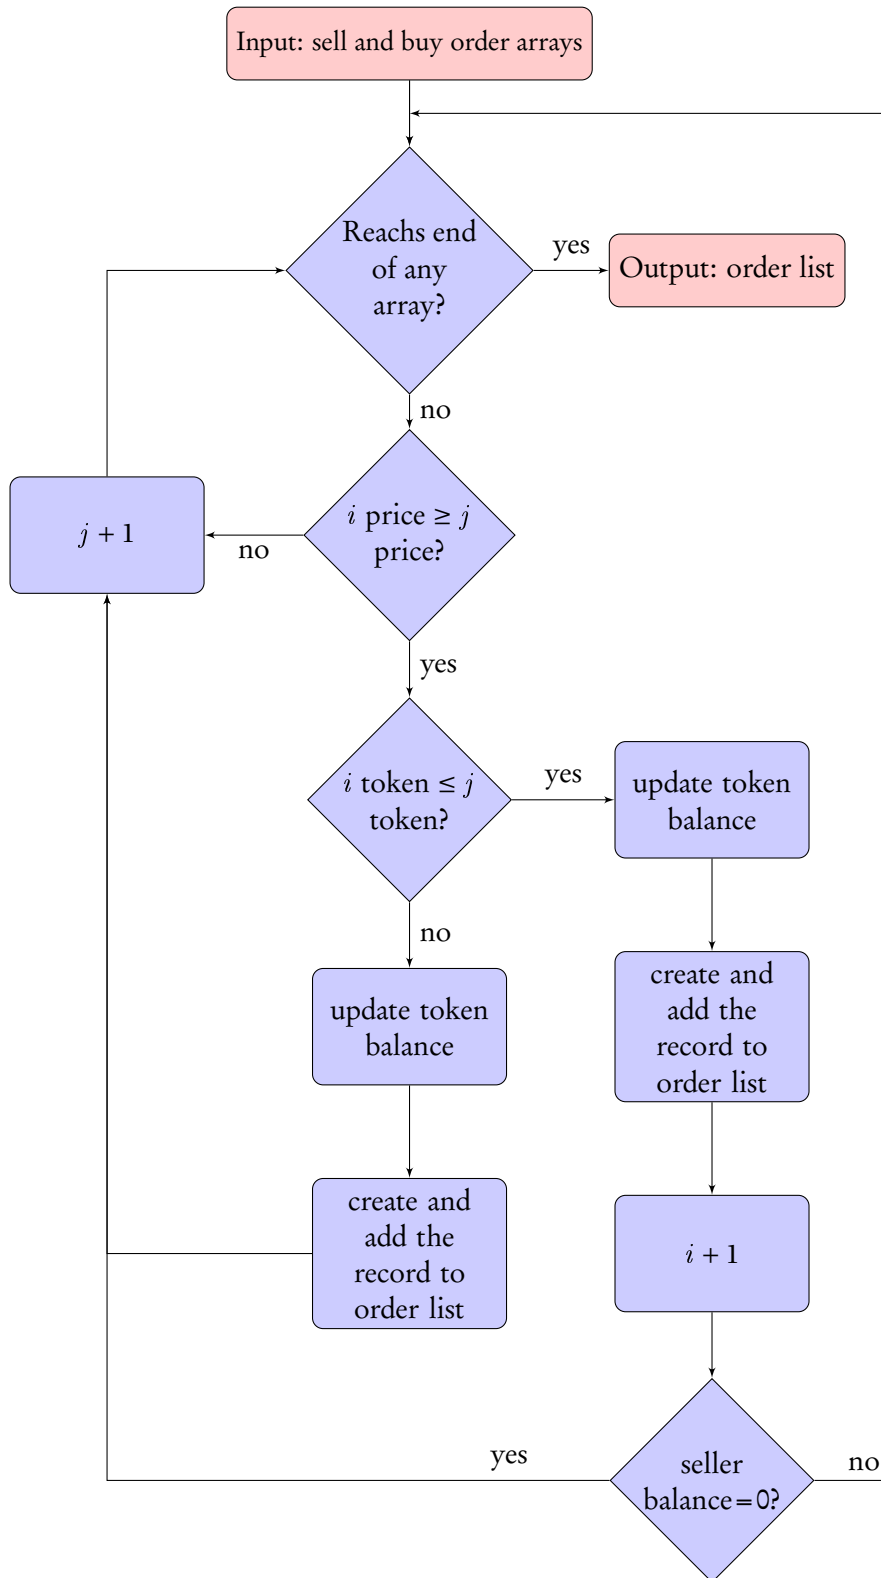 Input: sell and buy order arrays
Reachs end
of any
array?
yes
Output: order list
no
i price ≥ j
price?
no
j + 1
yes
i token ≤ j
token?
yes
update token
balance
no
update token
balance
create and
add the
record to
order list
create and
add the
record to
order list
i + 1
seller
balance=0?
yes
no